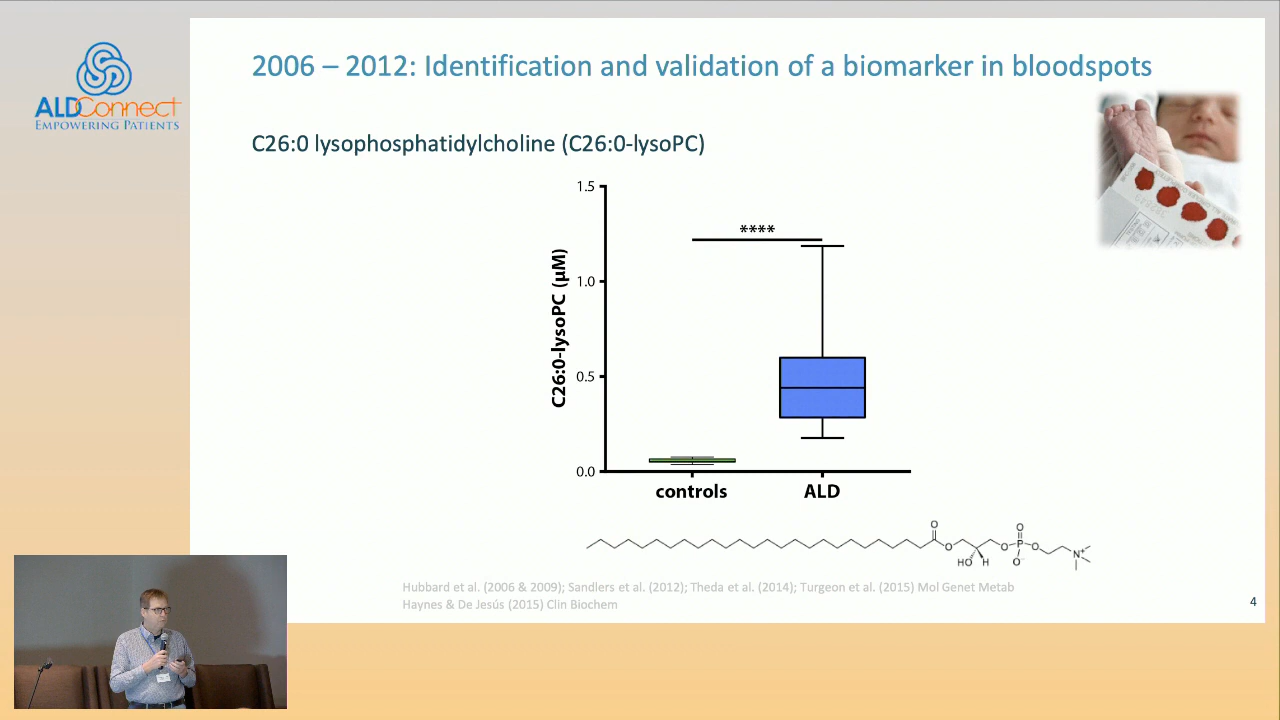 ALDConnect
EMPOWERING PATIENTS
2006 – 2012: Identification and validation of a biomarker in bloodspots
C26:0 lysophosphatidylcholine (C26:0-lysoPC)
C26:0-lysoPC (µM)
1.5
1.0
0.5
0.0
****
controls
ALD
O
O
HO
H
O
O
P
O⁻
O
N⁺
Hubbard et al. (2006 & 2009); Sandlers et al. (2012); Theda et al. (2014); Turgeon et al. (2015) Mol Genet Metab
Haynes & De Jesús (2015) Clin Biochem
4